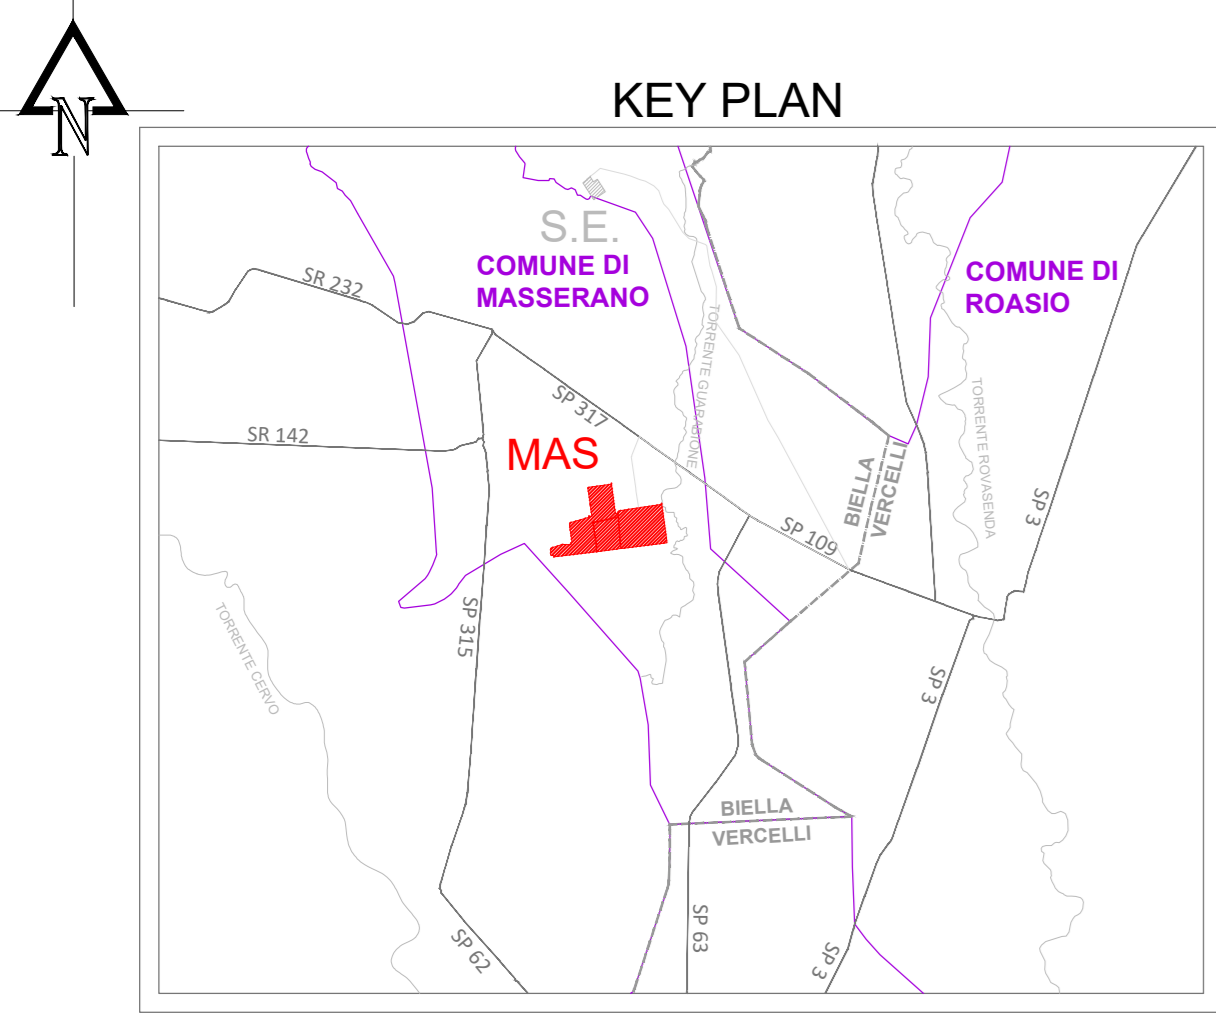 N
KEY PLAN
S.E.
COMUNE DI
MASSERANO
COMUNE DI
ROASIO
SR 232
TORRENTE GUARABIONE
SP 317
TORRENTE ROVASENDA
SR 142
MAS
BIELLA
VERCELLI
SP 3
SP 109
SP 315
TORRENTE CERVO
SP 3
BIELLA
VERCELLI
SP 63
SP 62
SP 3